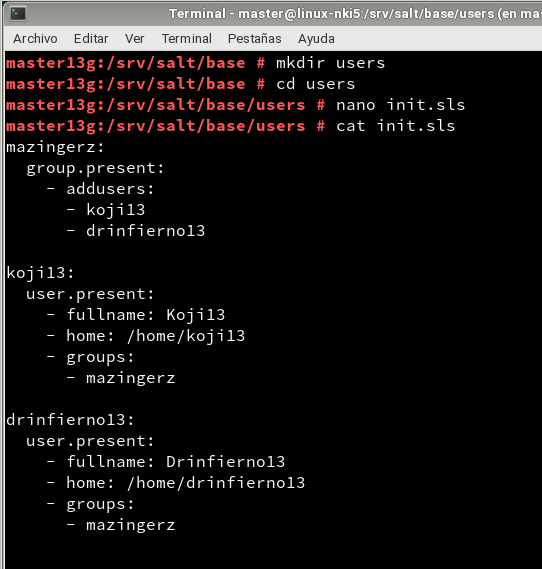 Terminal - master@linux-nki5:/srv/salt/base/users (en mas
Archivo Editar Ver Terminal Pestañas Ayuda
master13g:/srv/salt/base # mkdir users
master13g:/srv/salt/base # cd users
master13g:/srv/salt/base/users # nano init.sls
master13g:/srv/salt/base/users # cat init.sls
mazingerz:
  group.present:
    - addusers:
      - koji13
      - drinfierno13

koji13:
  user.present:
    - fullname: Koji13
    - home: /home/koji13
    - groups:
      - mazingerz

drinfierno13:
  user.present:
    - fullname: Drinfierno13
    - home: /home/drinfierno13
    - groups:
      - mazingerz